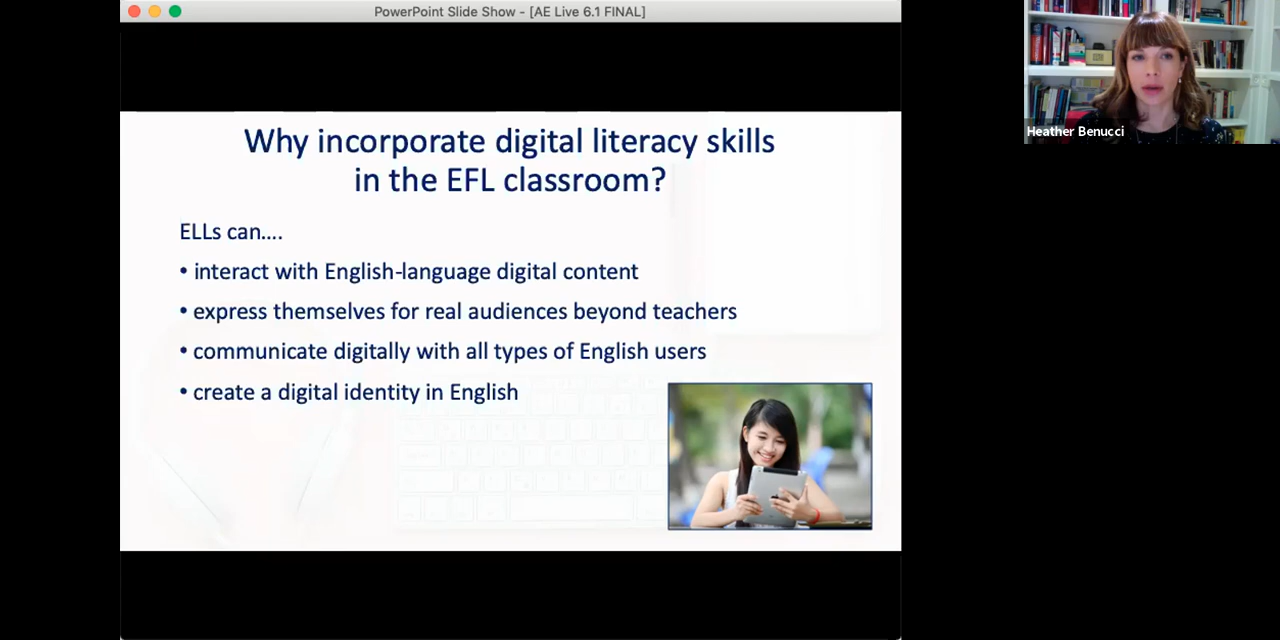 PowerPoint Slide Show - [AE Live 6.1 FINAL]
Why incorporate digital literacy skills
in the EFL classroom?
ELLs can....
• interact with English-language digital content
• express themselves for real audiences beyond teachers
• communicate digitally with all types of English users
• create a digital identity in English
Heather Benucci